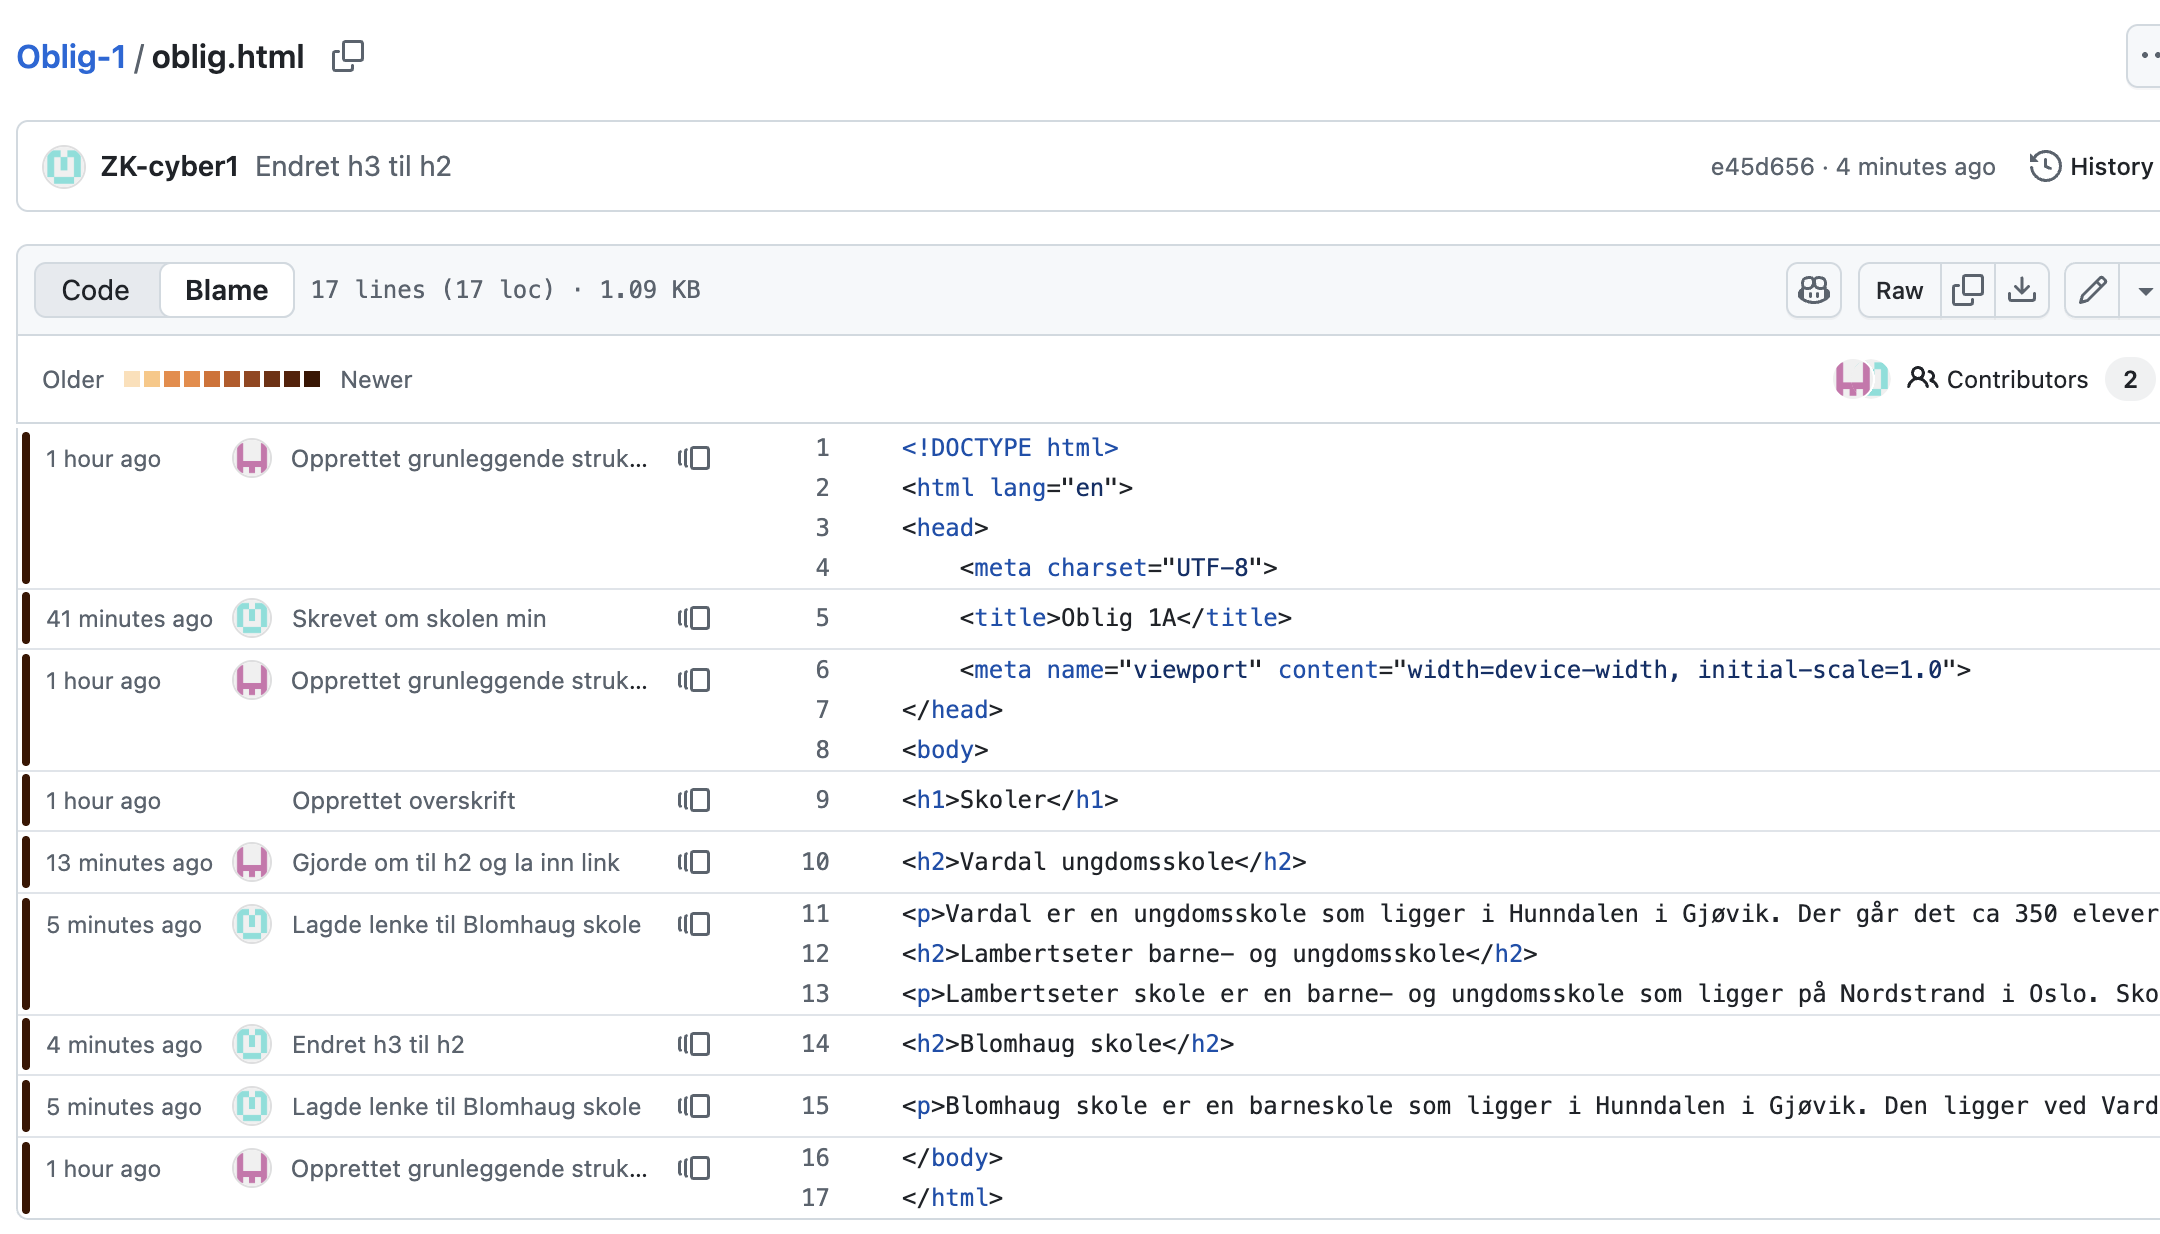 Oblig-1 / oblig.html
ZK-cyber1 Endret h3 til h2 e45d656 · 4 minutes ago History
Code Blame 17 lines (17 loc) · 1.09 KB Raw
Older Newer Contributors 2
1 hour ago Opprettet grunleggende struk... 1 <!DOCTYPE html>
2 <html lang="en">
3 <head>
4 <meta charset="UTF-8">
41 minutes ago Skrevet om skolen min 5 <title>Oblig 1A</title>
1 hour ago Opprettet grunleggende struk... 6 <meta name="viewport" content="width=device-width, initial-scale=1.0">
7 </head>
8 <body>
1 hour ago Opprettet overskrift 9 <h1>Skoler</h1>
13 minutes ago Gjorde om til h2 og la inn link 10 <h2>Vardal ungdomsskole</h2>
5 minutes ago Lagde lenke til Blomhaug skole 11 <p>Vardal er en ungdomsskole som ligger i Hunndalen i Gjøvik. Der går det ca 350 elever
12 <h2>Lambertseter barne- og ungdomsskole</h2>
13 <p>Lambertseter skole er en barne- og ungdomsskole som ligger på Nordstrand i Oslo. Sko
4 minutes ago Endret h3 til h2 14 <h2>Blomhaug skole</h2>
5 minutes ago Lagde lenke til Blomhaug skole 15 <p>Blomhaug skole er en barneskole som ligger i Hunndalen i Gjøvik. Den ligger ved Vard
1 hour ago Opprettet grunleggende struk... 16 </body>
17 </html>